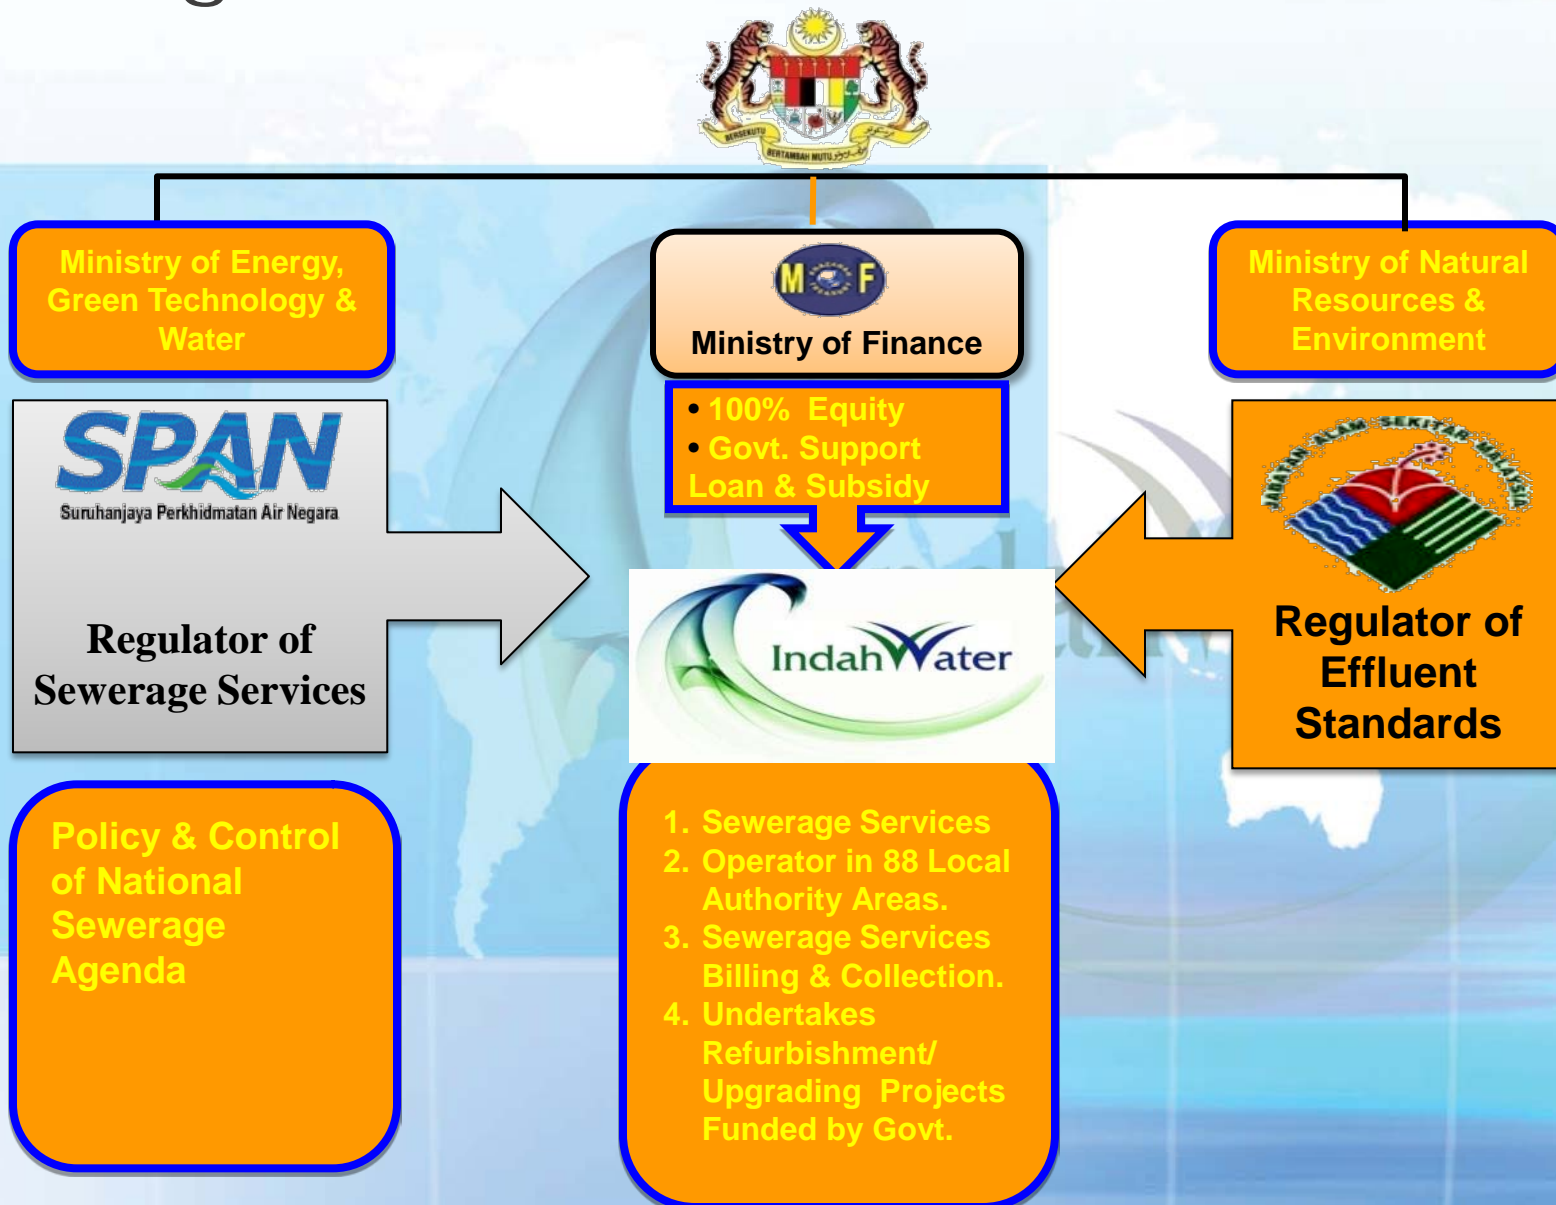 BERSEKUTU
BERTAMBAH MUTU
Ministry of Energy,
Green Technology &
Water
M F
Ministry of Finance
Ministry of Natural
Resources &
Environment
SPAN
Suruhanjaya Perkhidmatan Air Negara
Regulator of
Sewerage Services
• 100% Equity
• Govt. Support
Loan & Subsidy
JABATAN ALAM SEKITAR MALAYSIA
Regulator of
Effluent
Standards
IndahWater
Policy & Control
of National
Sewerage
Agenda
1. Sewerage Services
2. Operator in 88 Local
Authority Areas.
3. Sewerage Services
Billing & Collection.
4. Undertakes
Refurbishment/
Upgrading Projects
Funded by Govt.